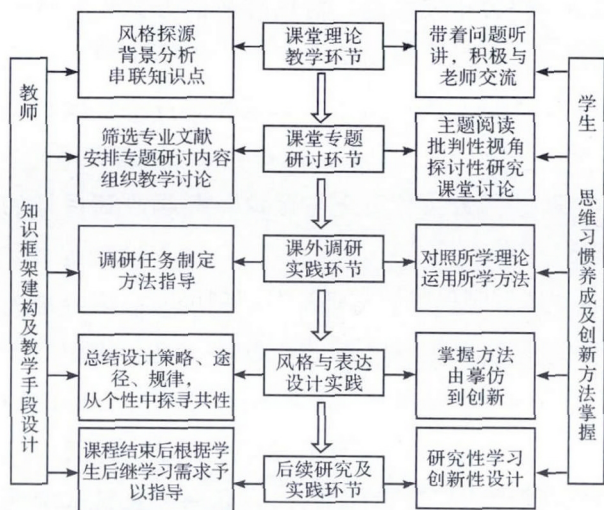 教师
知识框架建构及教学手段设计
风格探源
背景分析
串联知识点
课堂理论
教学环节
带着问题听
讲，积极与
老师交流
筛选专业文献
安排专题研讨内容
组织教学讨论
课堂专题
研讨环节
主题阅读
批判性视角
探讨性研究
课堂讨论
调研任务制定
方法指导
课外调研
实践环节
对照所学理论
运用所学方法
总结设计策略、途
径、规律，
从个性中探寻共性
风格与表达
设计实践
掌握方法
由摹仿
到创新
课程结束后根据学
生后继学习需求予
以指导
后续研究及
实践环节
研究性学习
创新性设计
学生
思维习惯养成及创新方法掌握